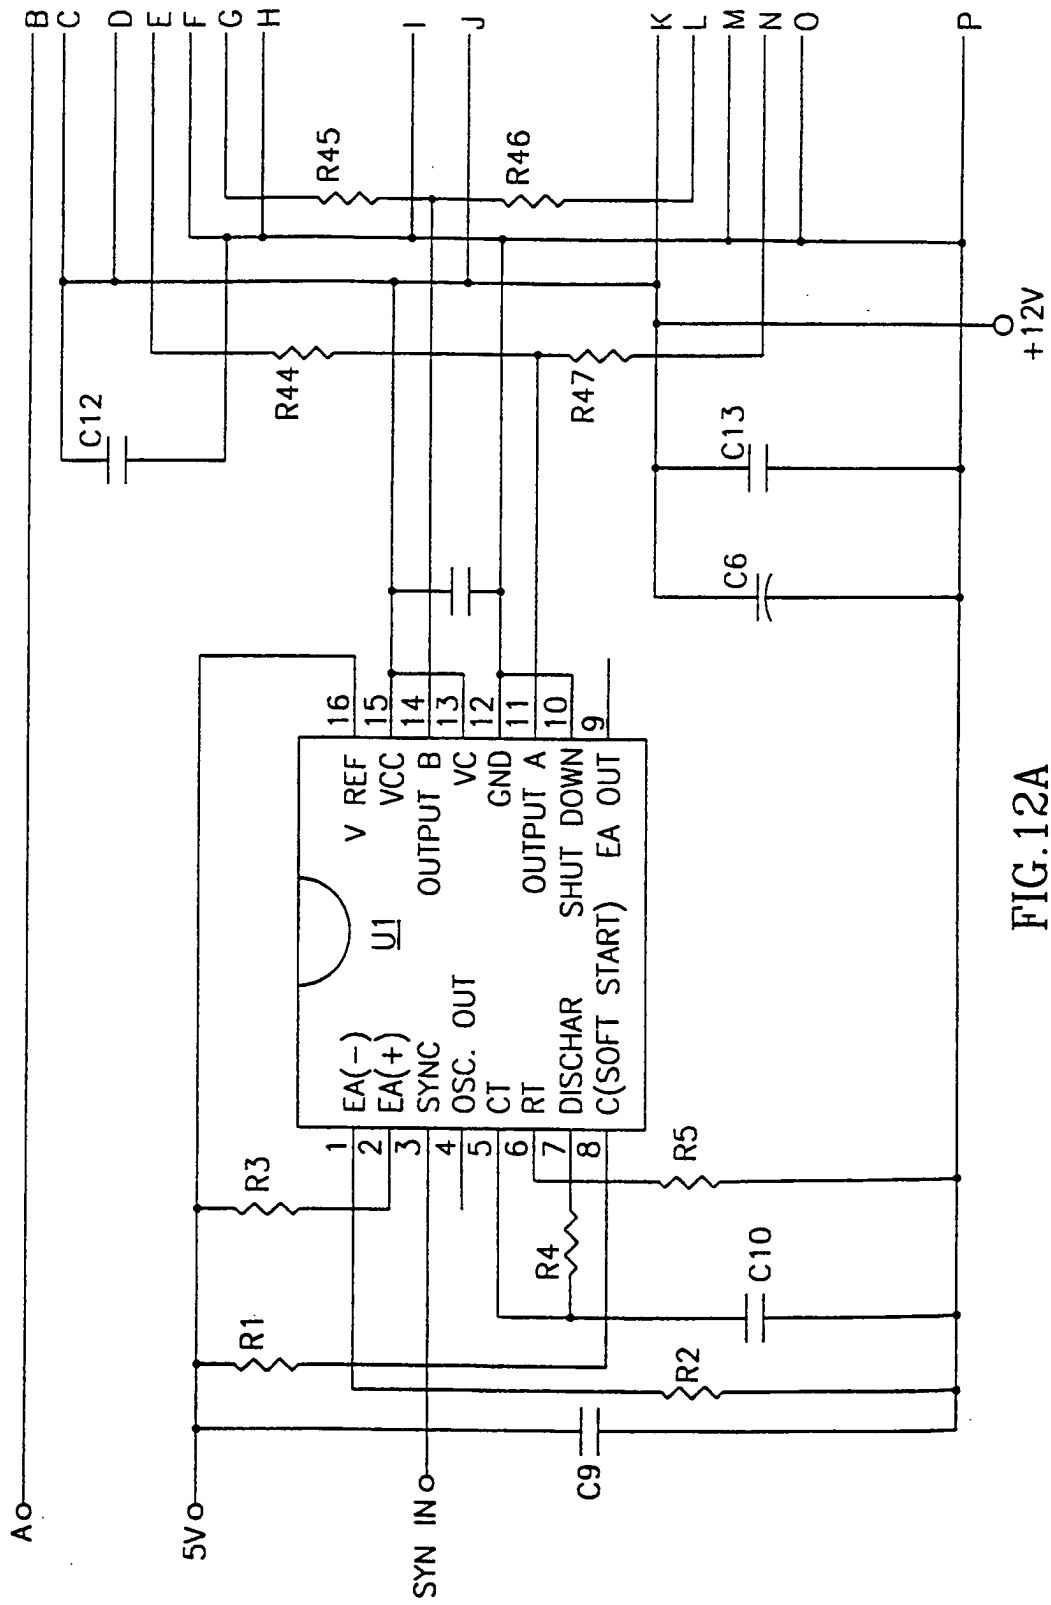 A
B
C
D
E
F
G
H
I
J
K
L
M
N
O
P
5V
SYN IN
+12V
C12
R45
R46
R44
R47
C13
C6
R3
R1
R2
R4
R5
C10
C9
U1
1 EA(-)
2 EA(+)
3 SYNC
4 OSC. OUT
5 CT
6 RT
7 DISCHAR
8 C(SOFT START)
V REF 16
VCC 15
OUTPUT B 14
VC 13
GND 12
OUTPUT A 11
SHUT DOWN 10
EA OUT 9
FIG.12A